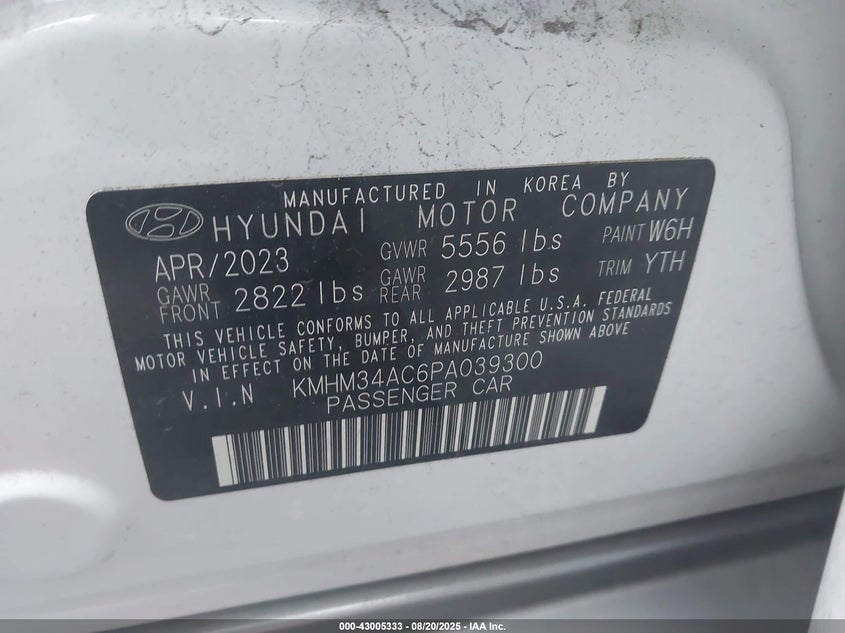 MANUFACTURED IN KOREA BY
HYUNDAI MOTOR COMPANY
APR/2023 GVWR 5556 lbs PAINT W6H
GAWR FRONT 2822 lbs GAWR REAR 2987 lbs TRIM YTH
THIS VEHICLE CONFORMS TO ALL APPLICABLE U.S.A. FEDERAL
MOTOR VEHICLE SAFETY, BUMPER, AND THEFT PREVENTION STANDARDS
IN EFFECT ON THE DATE OF MANUFACTURE SHOWN ABOVE
V.I.N KMHM34AC6PA039300
PASSENGER CAR
000-43005333 - 08/20/2025 - IAA Inc.